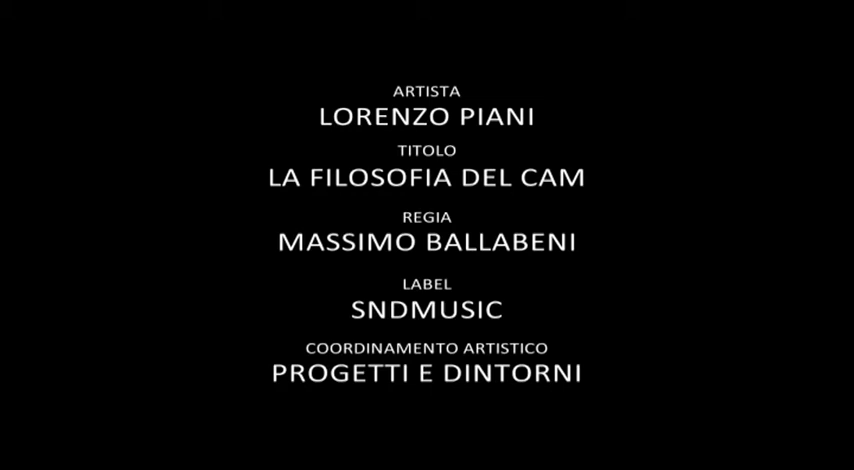 ARTISTA
LORENZO PIANI
TITOLO
LA FILOSOFIA DEL CAM
REGIA
MASSIMO BALLABENI
LABEL
SNDMUSIC
COORDINAMENTO ARTISTICO
PROGETTI E DINTORNI